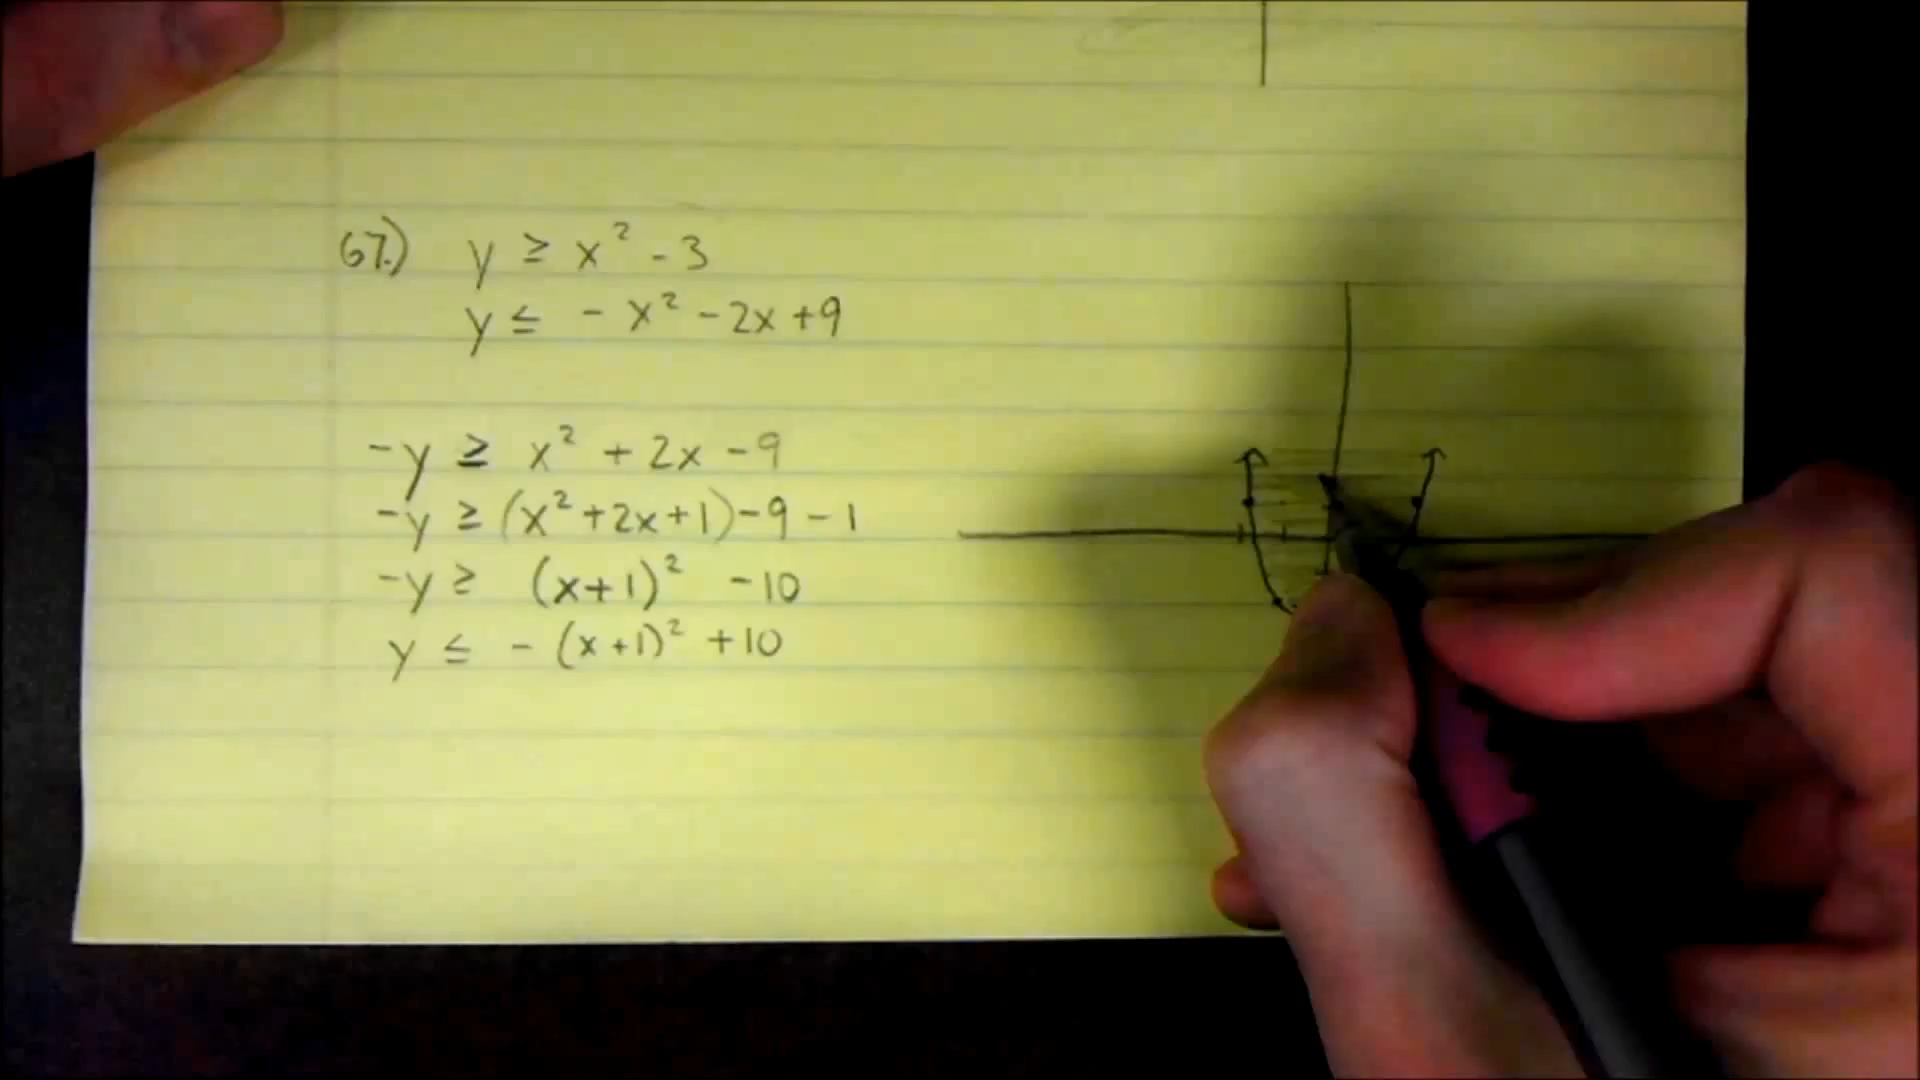 67.) y ≥ x² - 3
y ≤ - x² - 2x + 9
-y ≥ x² + 2x - 9
-y ≥ (x² + 2x + 1) - 9 - 1
-y ≥ (x + 1)² - 10
y ≤ - (x + 1)² + 10